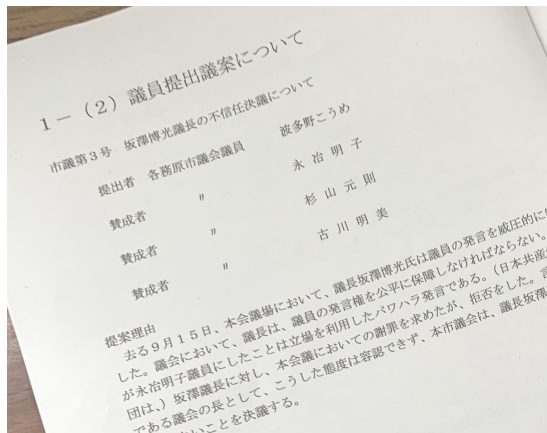 1－（2）議員提出議案について
市議第3号 坂澤博光議長の不信任決議について
提出者 各務原市議会議員 波多野こうめ
賛成者 〃 永冶明子
賛成者 〃 杉山元則
賛成者 〃 古川明美
提案理由
去る9月15日、本会議場において、議長坂澤博光氏は議員の発言を威圧的に
した。議会において、議長は、議員の発言権を公平に保障しなければならない。
が永冶明子議員にしたことは立場を利用したパワハラ発言である。（日本共産
団は、）坂澤議長に対し、本会議においての謝罪を求めたが、拒否をした。言
である議会の長として、こうした態度は容認できず、本市議会は、議長坂澤
いことを決議する。